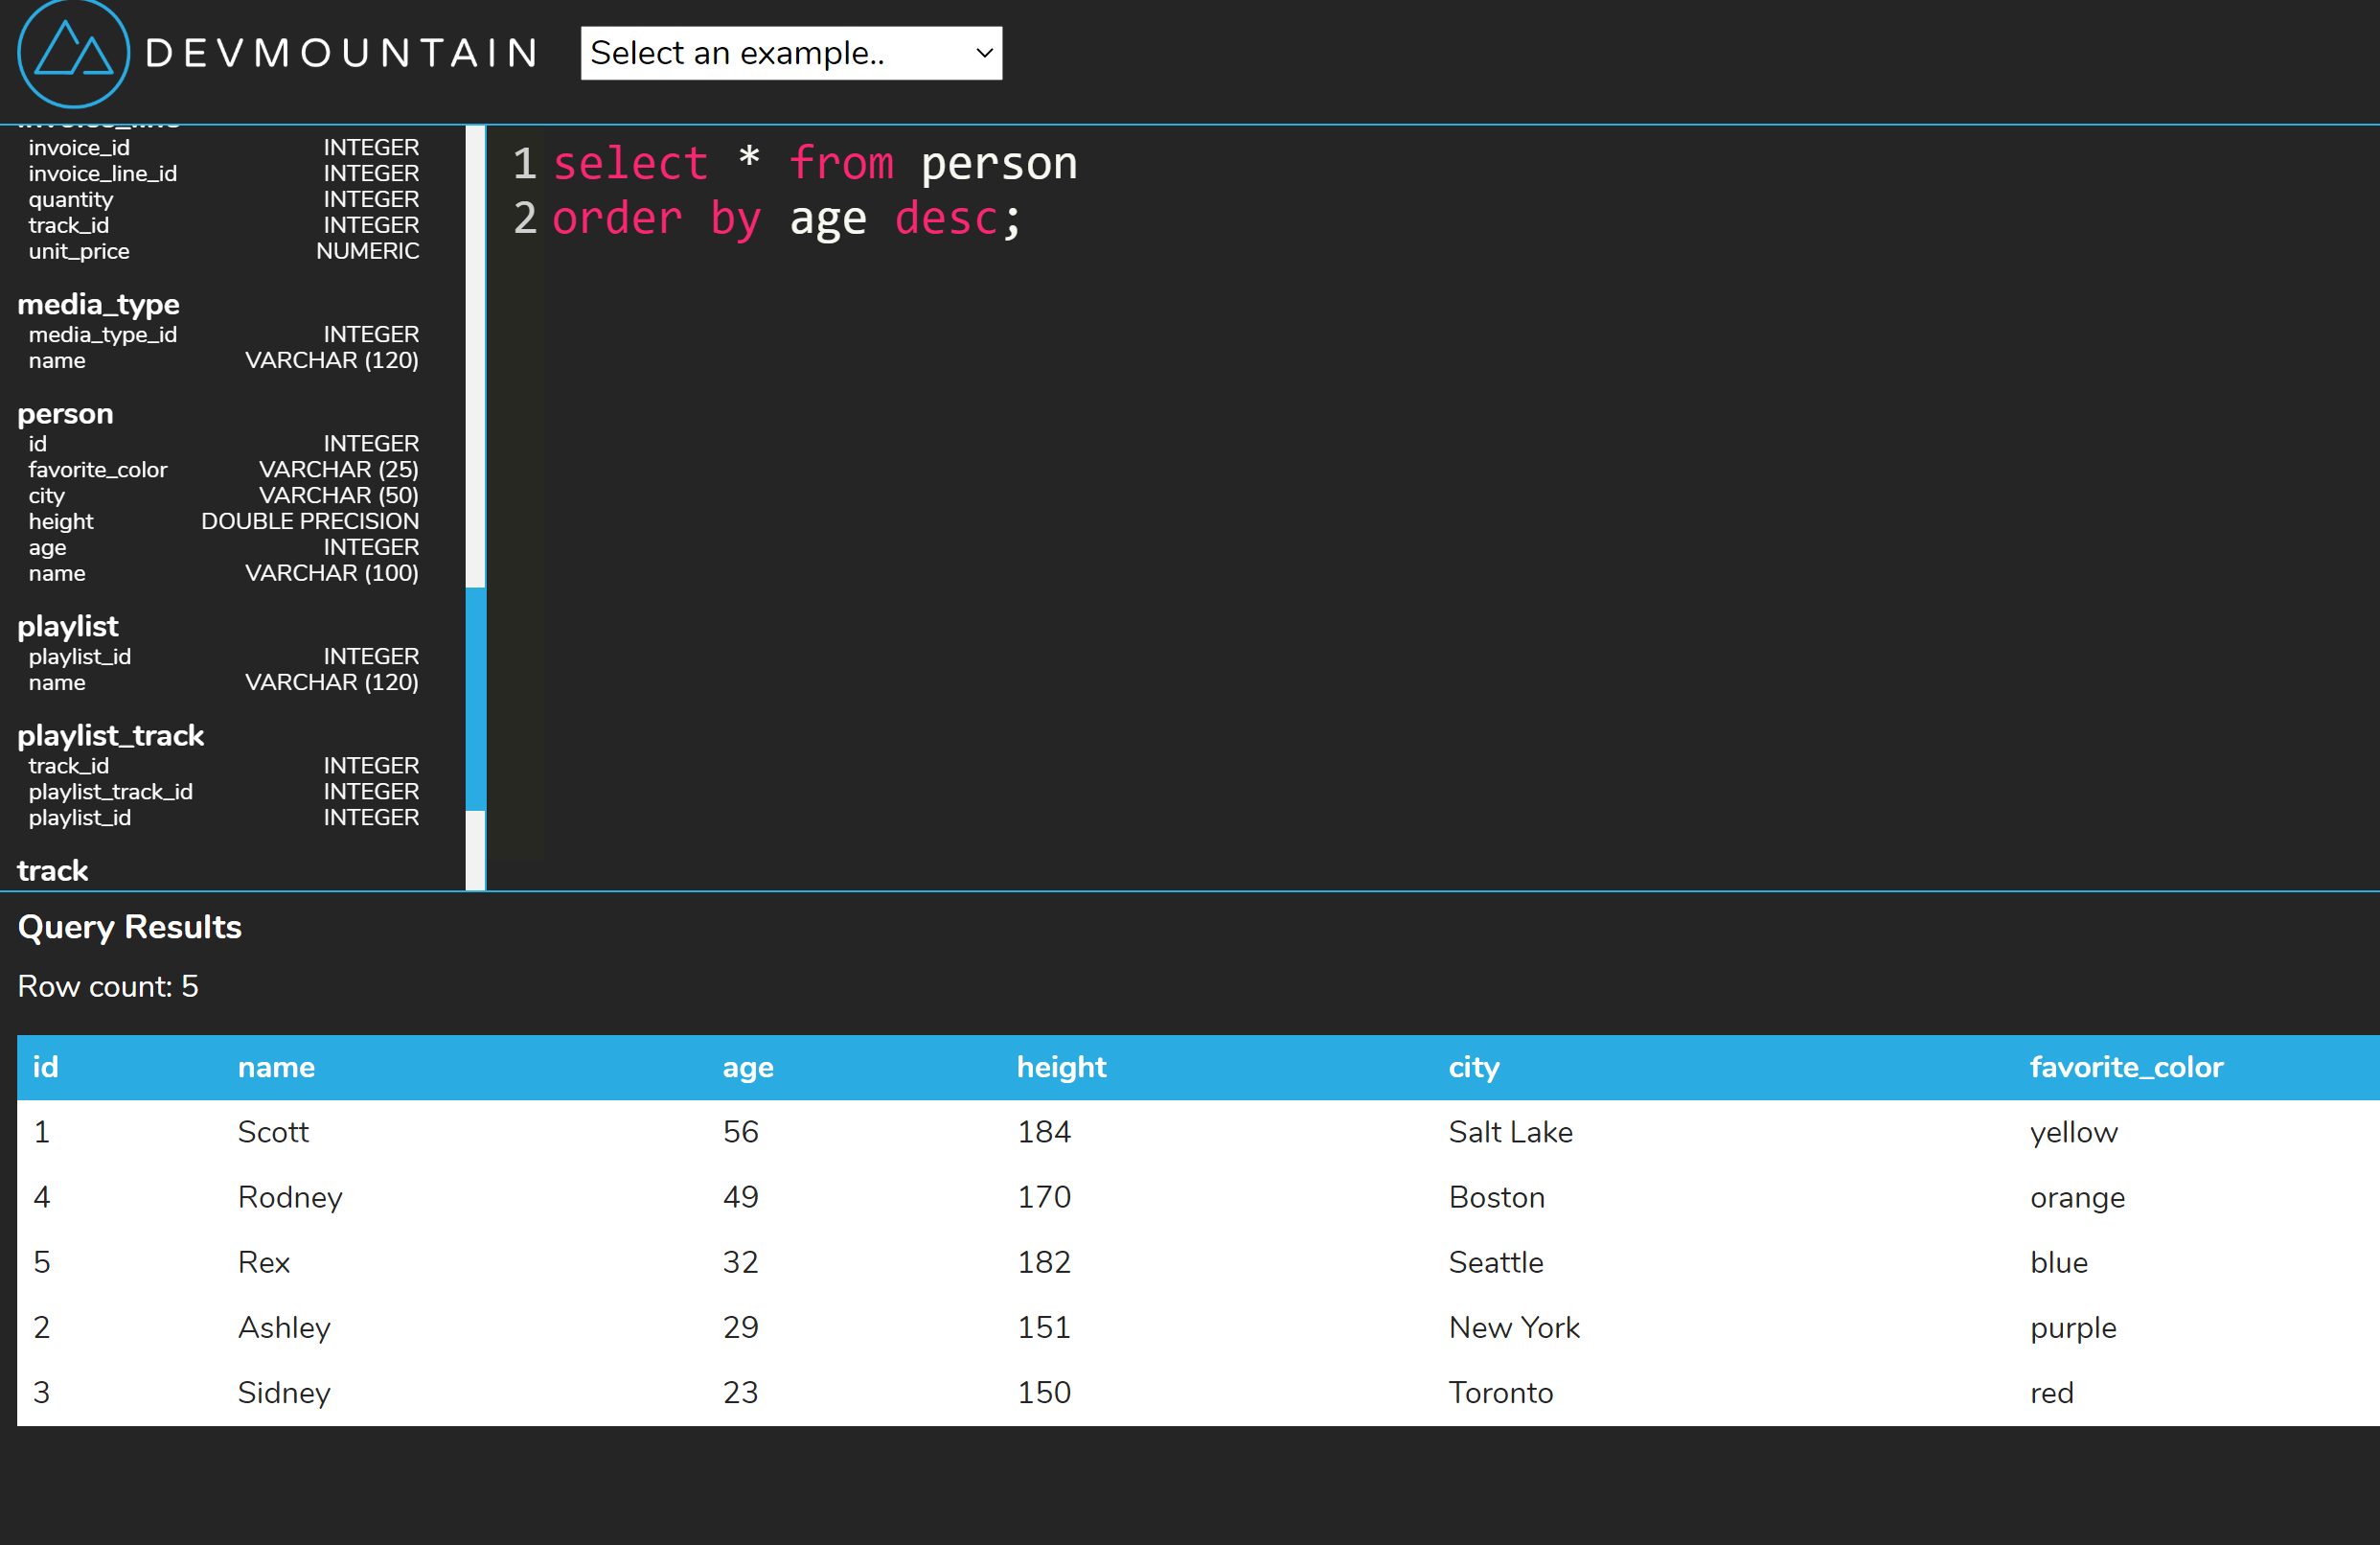 DEVMOUNTAIN
Select an example..
invoice_id INTEGER
invoice_line_id INTEGER
quantity INTEGER
track_id INTEGER
unit_price NUMERIC
media_type
media_type_id INTEGER
name VARCHAR (120)
person
id INTEGER
favorite_color VARCHAR (25)
city VARCHAR (50)
height DOUBLE PRECISION
age INTEGER
name VARCHAR (100)
playlist
playlist_id INTEGER
name VARCHAR (120)
playlist_track
track_id INTEGER
playlist_track_id INTEGER
playlist_id INTEGER
track
1 select * from person
2 order by age desc;
Query Results
Row count: 5
id name age height city favorite_color
1 Scott 56 184 Salt Lake yellow
4 Rodney 49 170 Boston orange
5 Rex 32 182 Seattle blue
2 Ashley 29 151 New York purple
3 Sidney 23 150 Toronto red